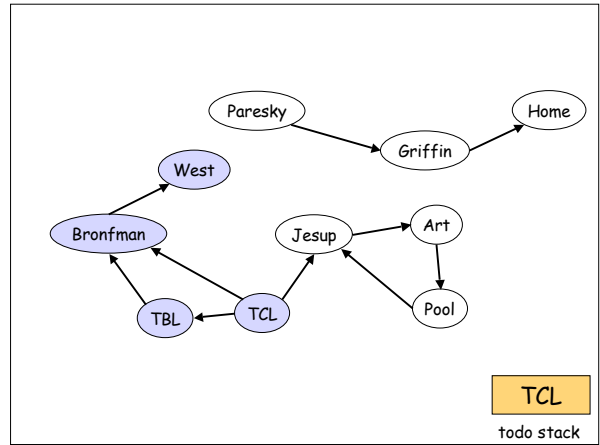 Paresky
Home
Griffin
West
Bronfman
Jesup
Art
TBL
TCL
Pool
TCL
todo stack